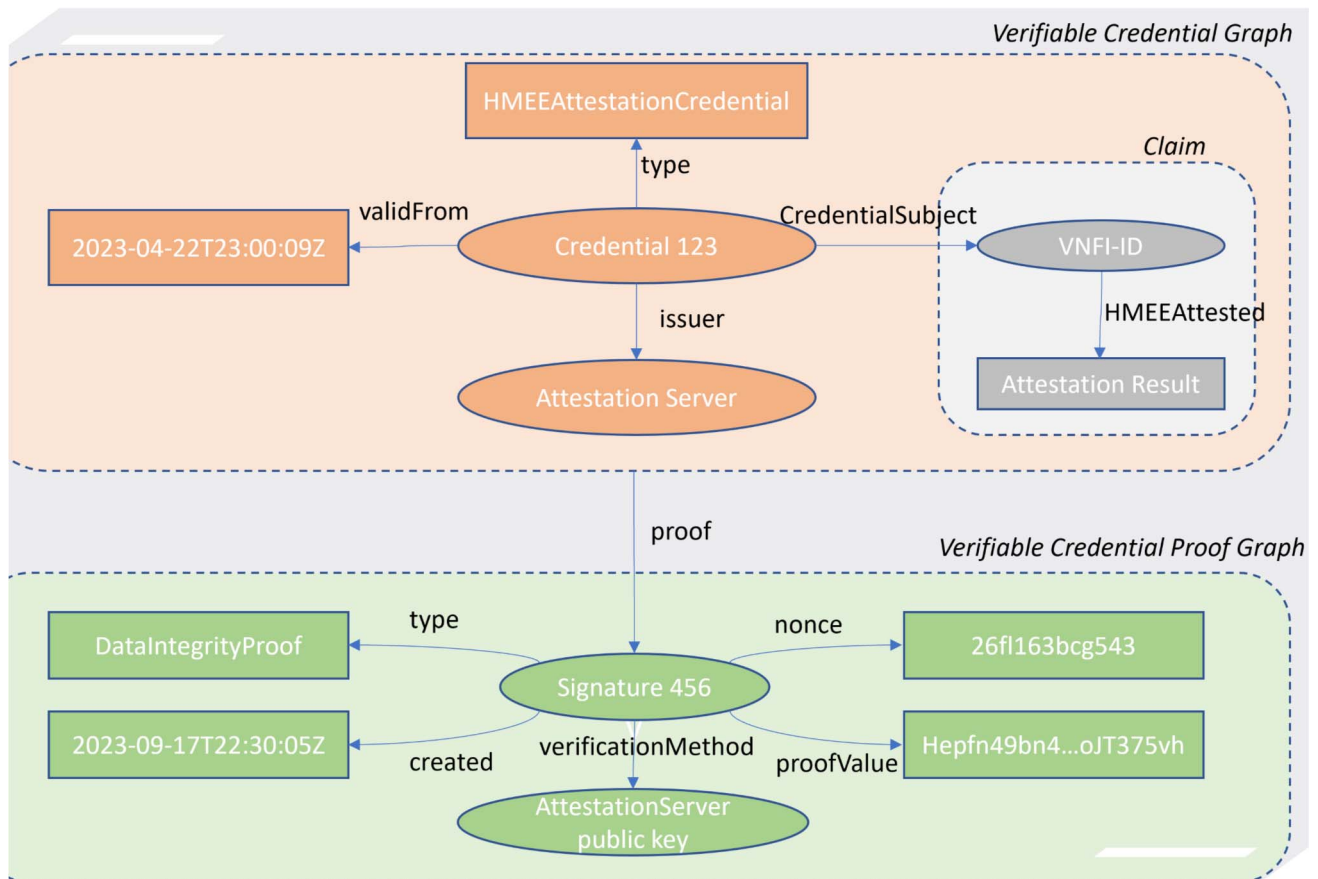 Verifiable Credential Graph
HMEEAttestationCredential
Claim
type
validFrom
CredentialSubject
2023-04-22T23:00:09Z
Credential 123
VNFI-ID
issuer
HMEEAttested
Attestation Server
Attestation Result
proof
Verifiable Credential Proof Graph
type
nonce
DataIntegrityProof
26fl163bcg543
Signature 456
2023-09-17T22:30:05Z
verificationMethod
Hepfn49bn4...oJT375vh
created
proofValue
AttestationServer
public key